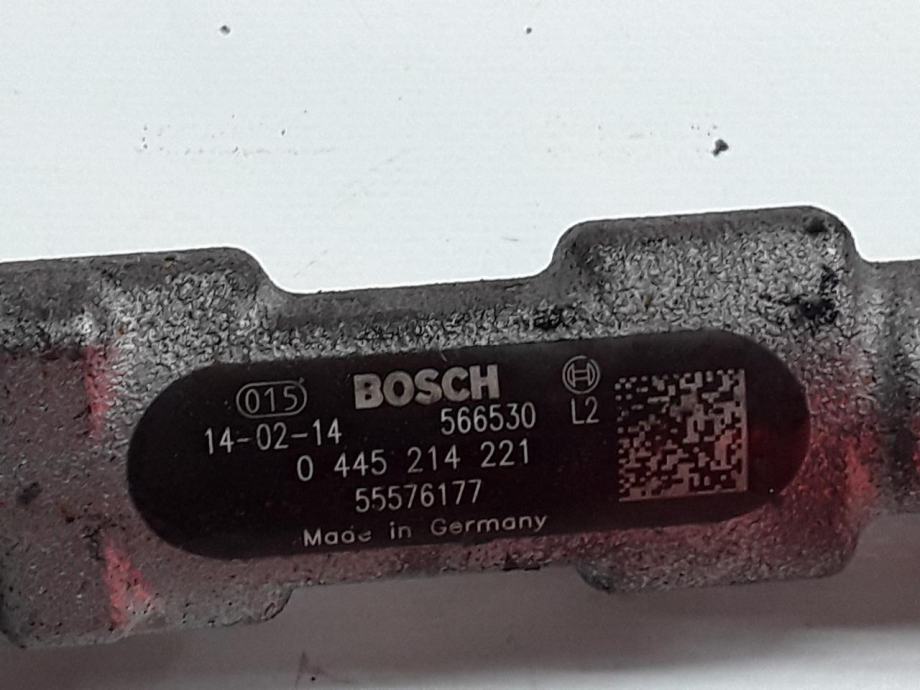 015 BOSCH
14-02-14 566530 L2
0 445 214 221
55576177
Made in Germany